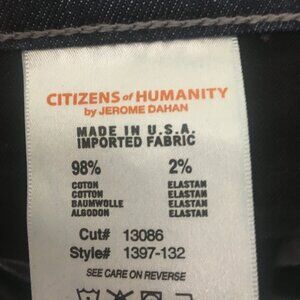 CITIZENS of HUMANITY
by JEROME DAHAN
MADE IN U.S.A.
IMPORTED FABRIC
98% 2%
COTON ELASTAN
COTTON ELASTAN
BAUMWOLLE ELASTAN
ALGODON ELASTAN
Cut# 13086
Style# 1397-132
SEE CARE ON REVERSE